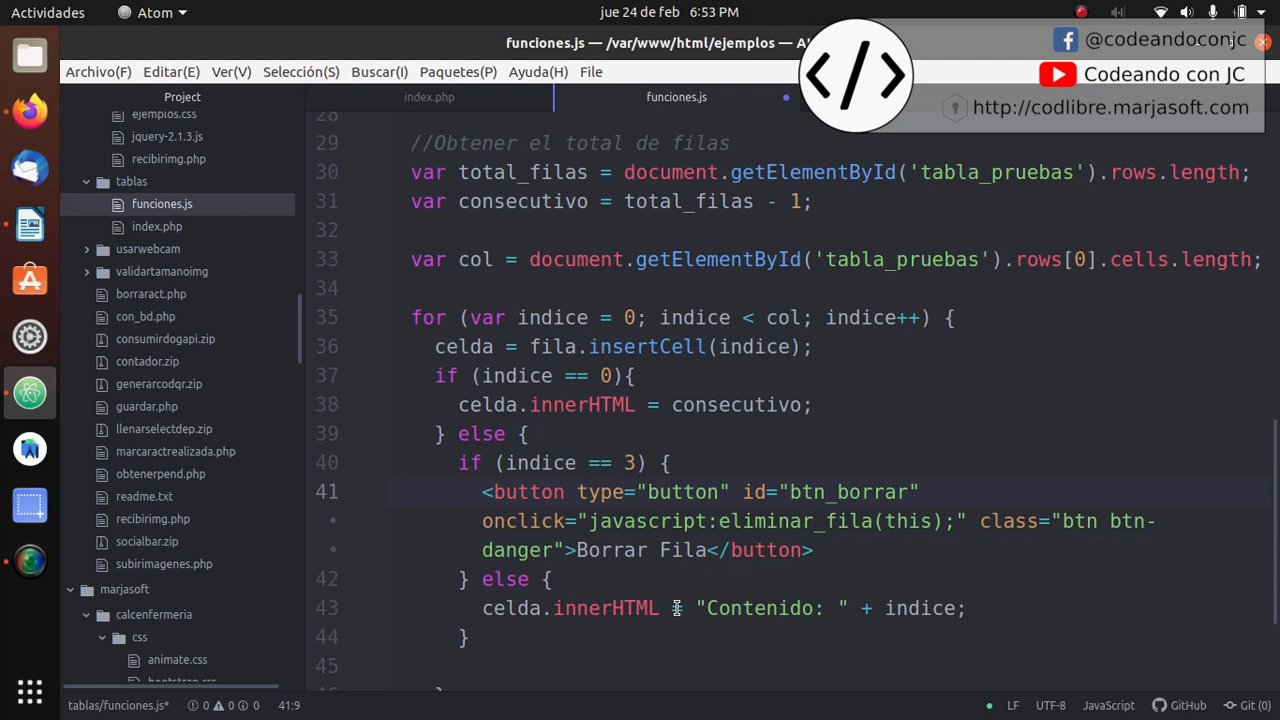 Actividades
Atom
jue 24 de feb 6:53 PM
funciones.js — /var/www/html/ejemplos —
@codeandoconjc
Codeando con JC
http://codlibre.marjasoft.com
Archivo(F) Editar(E) Ver(V) Selección(S) Buscar(I) Paquetes(P) Ayuda(H) File
Project
index.php
funciones.js
ejemplos.css
jquery-2.1.3.js
recibirimg.php
tablas
funciones.js
index.php
usarwebcam
validartamanoimg
borraract.php
con_bd.php
consumirdogapi.zip
contador.zip
generarcodqr.zip
guardar.php
llenarselectdep.zip
marcaractrealizada.php
obtenerpend.php
readme.txt
recibirimg.php
socialbar.zip
subirimagenes.php
marjasoft
calcenfermeria
css
animate.css
28
29 //Obtener el total de filas
30 var total_filas = document.getElementById('tabla_pruebas').rows.length;
31 var consecutivo = total_filas - 1;
32
33 var col = document.getElementById('tabla_pruebas').rows[0].cells.length;
34
35 for (var indice = 0; indice < col; indice++) {
36 celda = fila.insertCell(indice);
37 if (indice == 0){
38 celda.innerHTML = consecutivo;
39 } else {
40 if (indice == 3) {
41 <button type="button" id="btn_borrar"
onclick="javascript:eliminar_fila(this);" class="btn btn-
danger">Borrar Fila</button>
42 } else {
43 celda.innerHTML = "Contenido: " + indice;
44 }
45
tablas/funciones.js* 0 0 0 41:9
LF UTF-8 JavaScript GitHub Git (0)